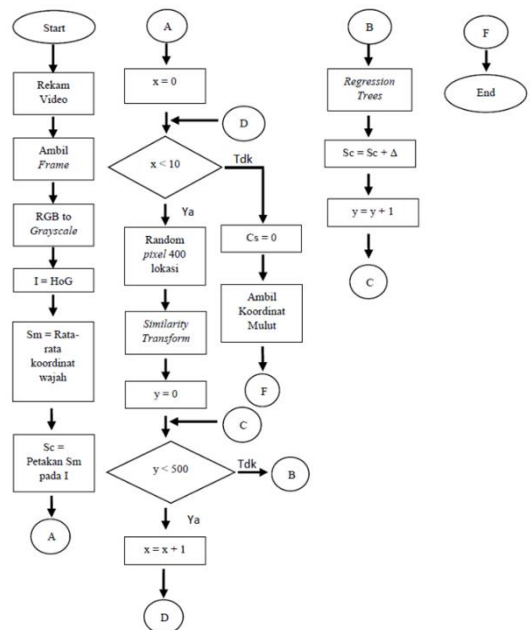 Start
Rekam
Video
Ambil
Frame
RGB to
Grayscale
I = HoG
Sm = Rata-
rata
koordinat
wajah
Sc =
Petakan Sm
pada I
A
A
x = 0
D
x < 10
Tdk
Ya
Random
pixel 400
lokasi
Similarity
Transform
y = 0
C
y < 500
Tdk
B
Ya
x = x + 1
D
Cs = 0
Ambil
Koordinat
Mulut
F
B
Regression
Trees
Sc = Sc + Δ
y = y + 1
C
F
End